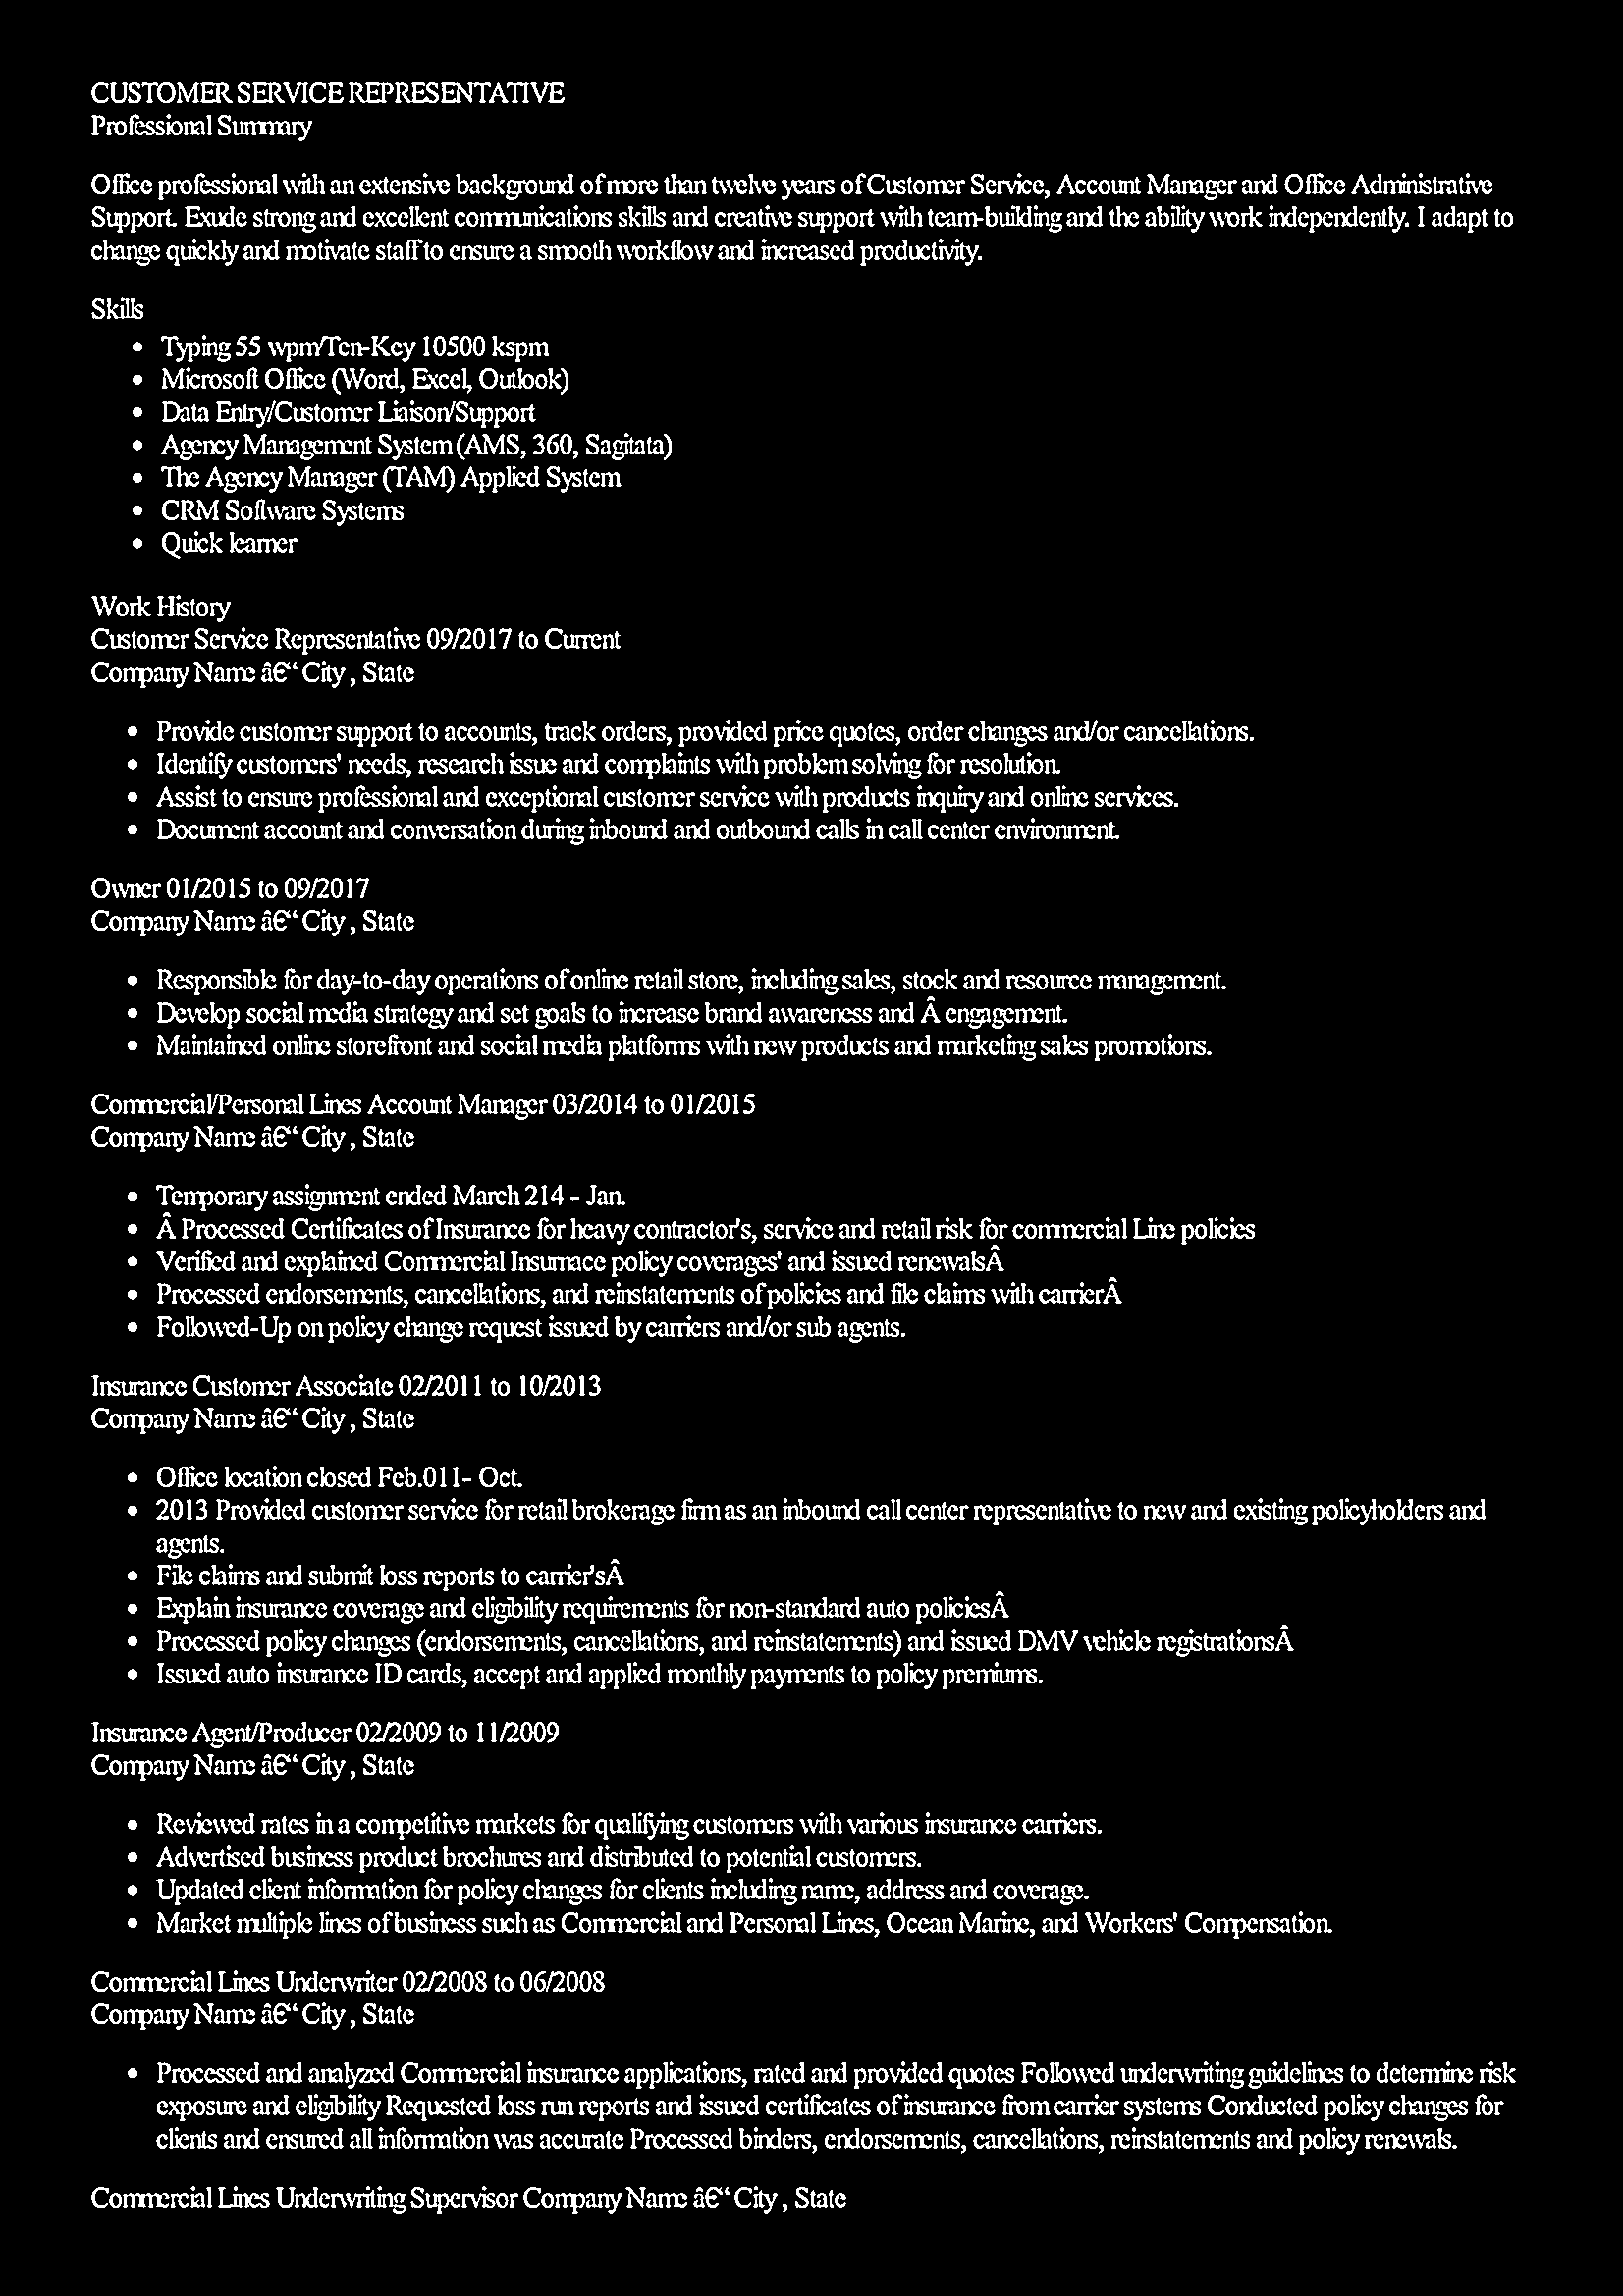 CUSTOMER SERVICE REPRESENTATIVE
Professional Summary
Office professional with an extensive background of more than twelve years of Customer Service, Account Manager and Office Administrative
Support. Exude strong and excellent communications skills and creative support with team-building and the ability work independently. I adapt to
change quickly and motivate staff to ensure a smooth workflow and increased productivity.
Skills
• Typing 55 wpm/Ten-Key 10500 kspm
• Microsoft Office (Word, Excel, Outlook)
• Data Entry/Customer Liaison/Support
• Agency Management System (AMS, 360, Sagitata)
• The Agency Manager (TAM) Applied System
• CRM Software Systems
• Quick learner
Work History
Customer Service Representative 09/2017 to Current
Company Name â€“ City , State
• Provide customer support to accounts, track orders, provided price quotes, order changes and/or cancellations.
• Identify customers' needs, research issue and complaints with problem solving for resolution.
• Assist to ensure professional and exceptional customer service with products inquiry and online services.
• Document account and conversation during inbound and outbound calls in call center environment.
Owner 01/2015 to 09/2017
Company Name â€“ City , State
• Responsible for day-to-day operations of online retail store, including sales, stock and resource management.
• Develop social media strategy and set goals to increase brand awareness and Â engagement.
• Maintained online storefront and social media platforms with new products and marketing sales promotions.
Commercial/Personal Lines Account Manager 03/2014 to 01/2015
Company Name â€“ City , State
• Temporary assignment ended March 214 - Jan.
• Â Processed Certificates of Insurance for heavy contractor's, service and retail risk for commercial Line policies
• Verified and explained Commercial Insurnace policy coverages' and issued renewalsÂ
• Processed endorsements, cancellations, and reinstatements of policies and file claims with carrierÂ
• Followed-Up on policy change request issued by carriers and/or sub agents.
Insurance Customer Associate 02/2011 to 10/2013
Company Name â€“ City , State
• Office location closed Feb.011- Oct.
• 2013 Provided customer service for retail brokerage firm as an inbound call center representative to new and existing policyholders and
agents.
• File claims and submit loss reports to carrier'sÂ
• Explain insurance coverage and eligibility requirements for non-standard auto policiesÂ
• Processed policy changes (endorsements, cancellations, and reinstatements) and issued DMV vehicle registrationsÂ
• Issued auto insurance ID cards, accept and applied monthly payments to policy premiums.
Insurance Agent/Producer 02/2009 to 11/2009
Company Name â€“ City , State
• Reviewed rates in a competitive markets for qualifying customers with various insurance carriers.
• Advertised business product brochures and distributed to potential customers.
• Updated client information for policy changes for clients including name, address and coverage.
• Market multiple lines of business such as Commercial and Personal Lines, Ocean Marine, and Workers' Compensation.
Commercial Lines Underwriter 02/2008 to 06/2008
Company Name â€“ City , State
• Processed and analyzed Commercial insurance applications, rated and provided quotes Followed underwriting guidelines to determine risk
exposure and eligibility Requested loss run reports and issued certificates of insurance from carrier systems Conducted policy changes for
clients and ensured all information was accurate Processed binders, endorsements, cancellations, reinstatements and policy renewals.
Commercial Lines Underwriting Supervisor Company Name â€“ City , State